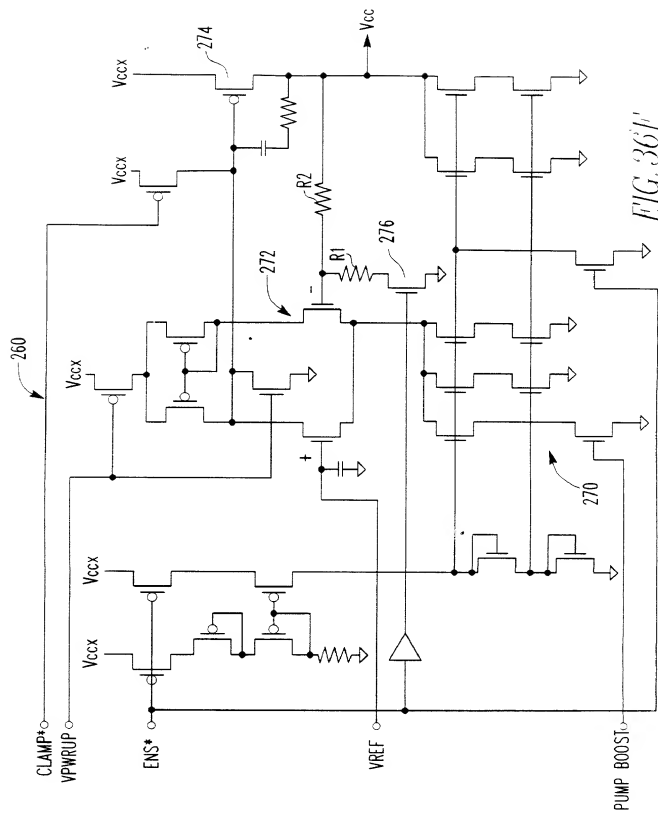 260
CLAMP*
VPWRUP
ENS*
VREF
PUMP BOOST
Vccx
Vccx
Vccx
Vccx
Vccx
274
272
+
-
R2
R1
276
Vcc
270
FIG. 36F